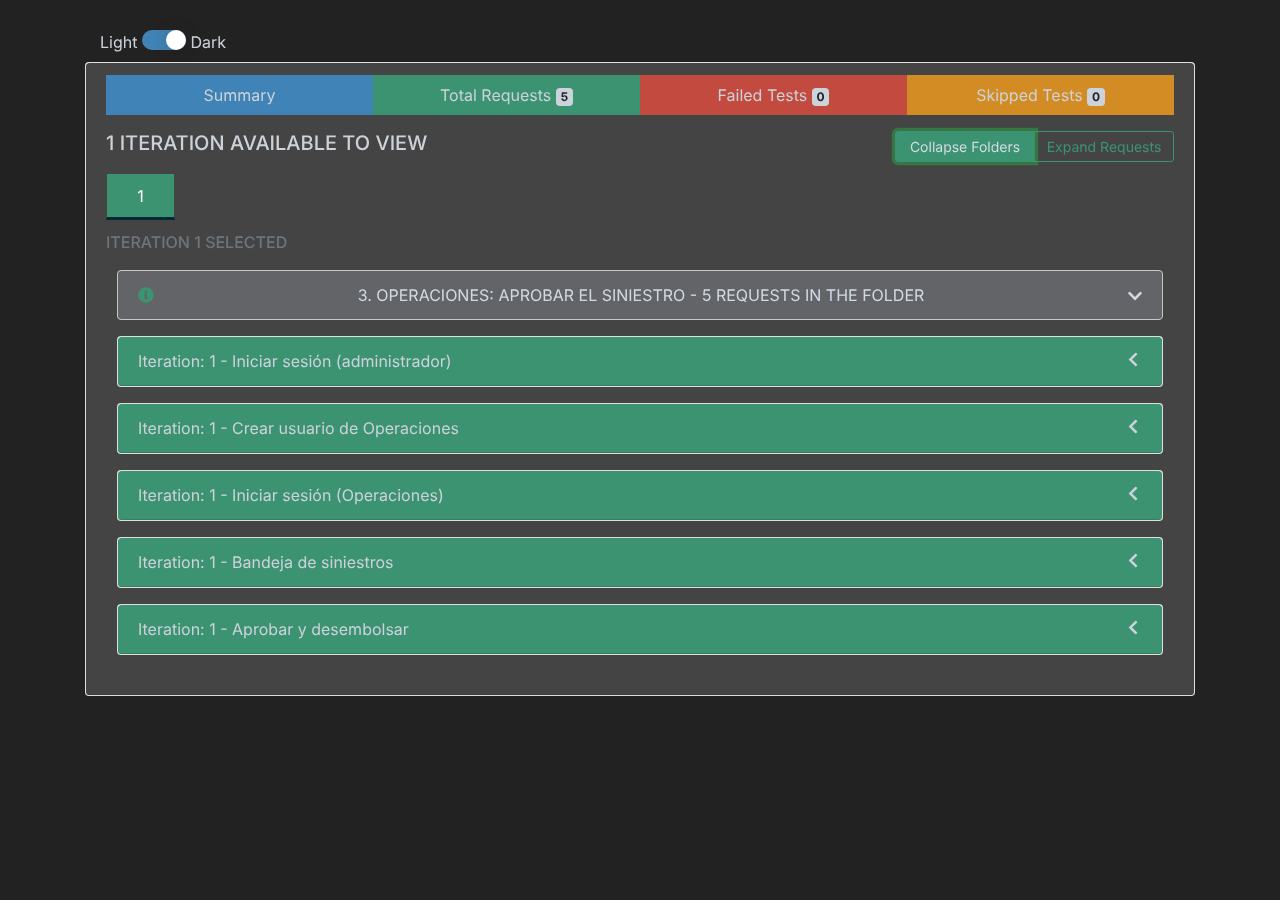 Light Dark
Summary Total Requests 5 Failed Tests 0 Skipped Tests 0
1 ITERATION AVAILABLE TO VIEW
Collapse Folders Expand Requests
1
ITERATION 1 SELECTED
3. OPERACIONES: APROBAR EL SINIESTRO - 5 REQUESTS IN THE FOLDER
Iteration: 1 - Iniciar sesión (administrador)
Iteration: 1 - Crear usuario de Operaciones
Iteration: 1 - Iniciar sesión (Operaciones)
Iteration: 1 - Bandeja de siniestros
Iteration: 1 - Aprobar y desembolsar